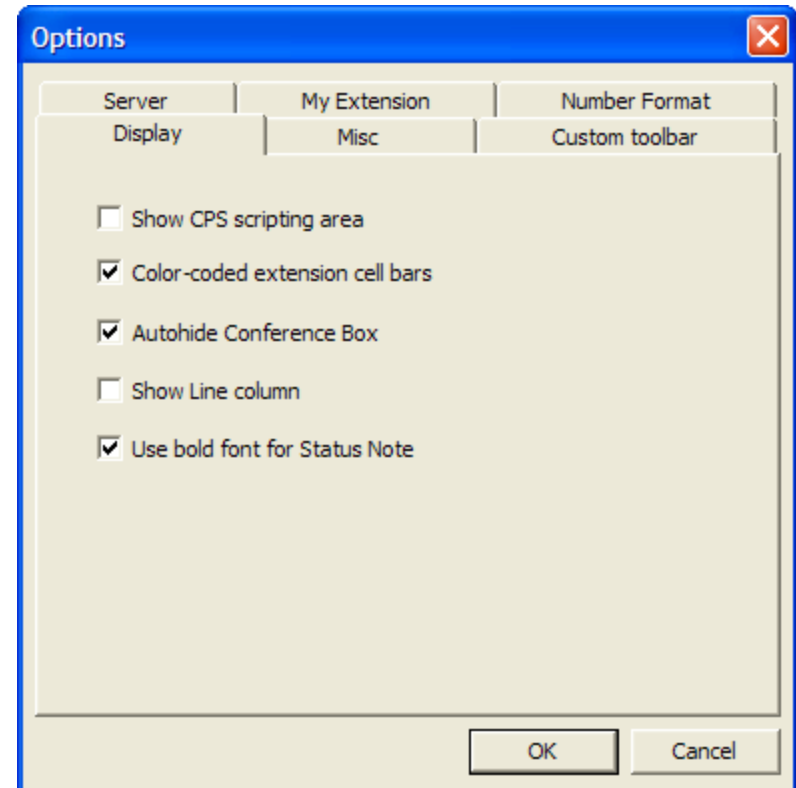 Options
Server My Extension Number Format
Display Misc Custom toolbar
Show CPS scripting area
Color-coded extension cell bars
Autohide Conference Box
Show Line column
Use bold font for Status Note
OK Cancel